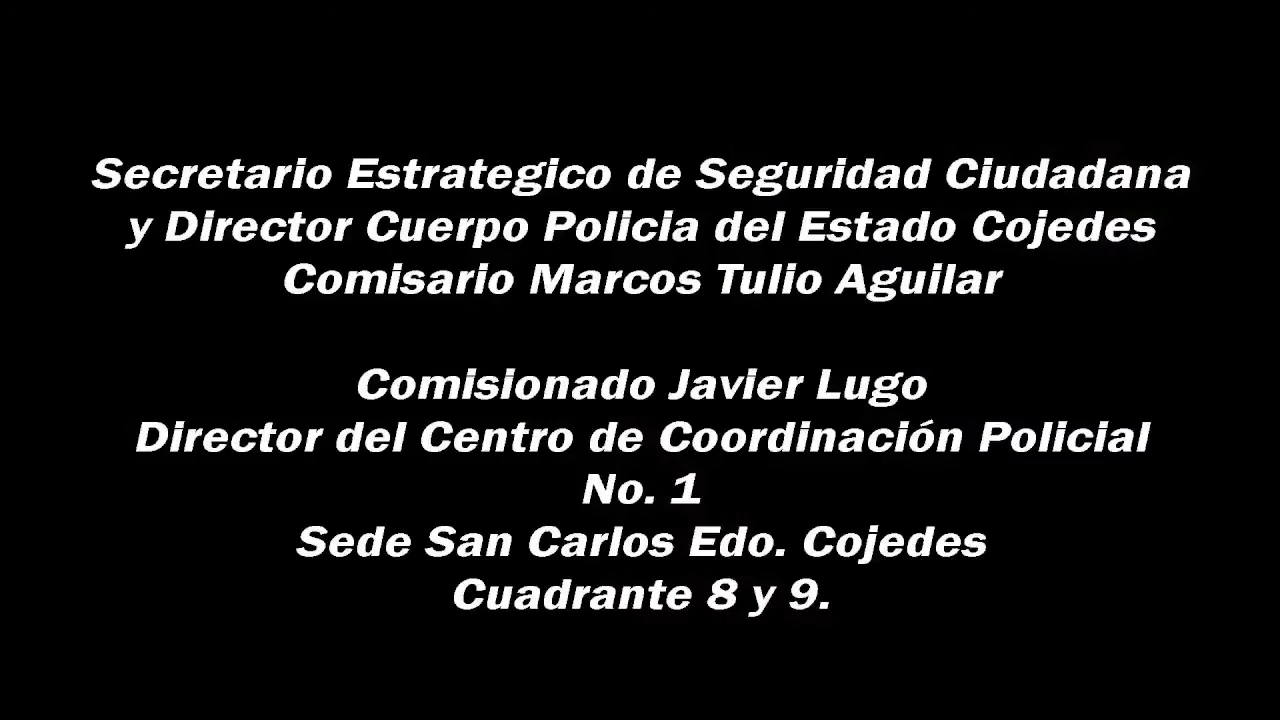 Secretario Estrategico de Seguridad Ciudadana
y Director Cuerpo Policia del Estado Cojedes
Comisario Marcos Tulio Aguilar
Comisionado Javier Lugo
Director del Centro de Coordinación Policial
No. 1
Sede San Carlos Edo. Cojedes
Cuadrante 8 y 9.